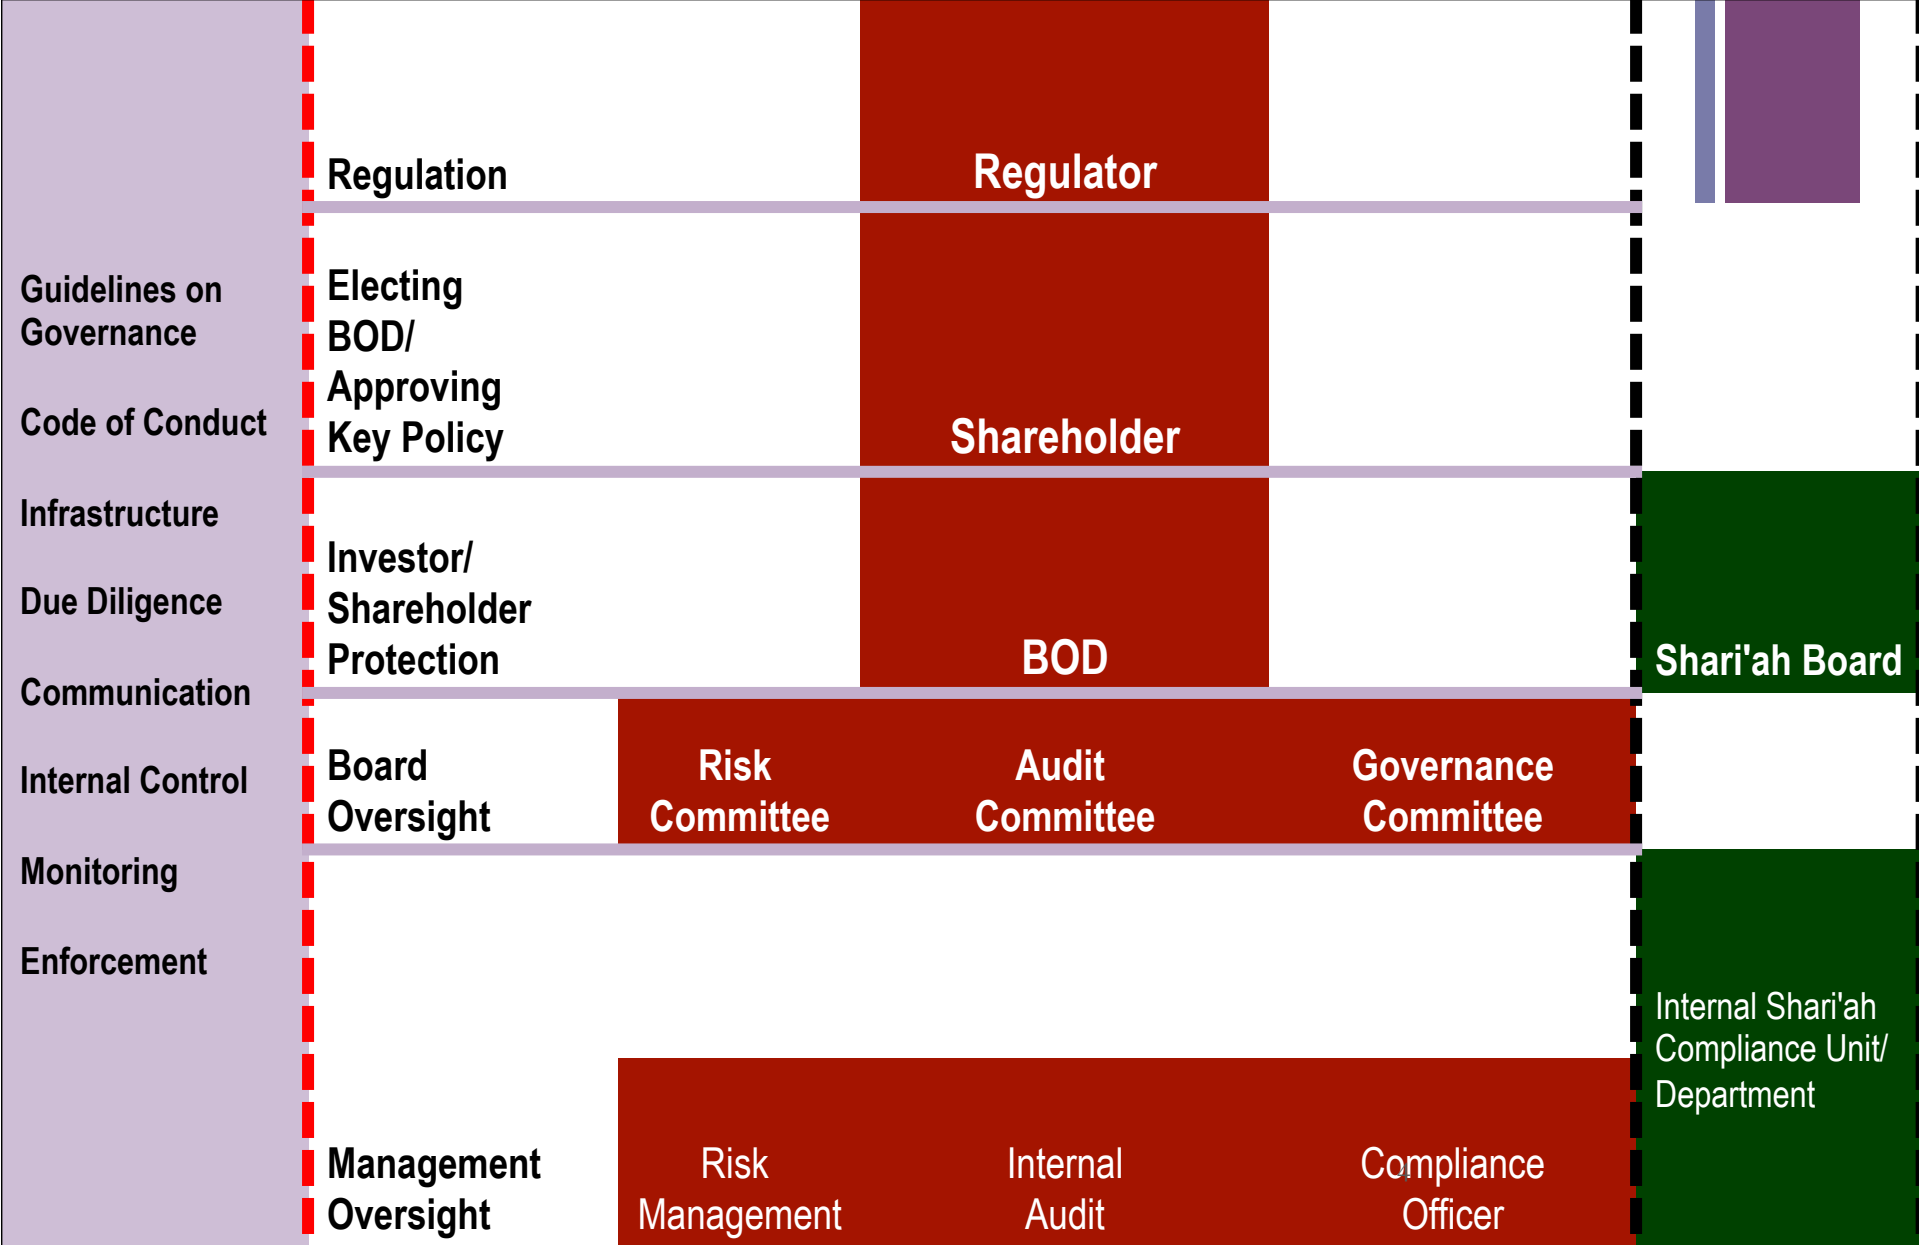 Guidelines on
Governance
Code of Conduct
Infrastructure
Due Diligence
Communication
Internal Control
Monitoring
Enforcement
Regulation
Regulator
Electing
BOD/
Approving
Key Policy
Shareholder
Investor/
Shareholder
Protection
BOD
Shari'ah Board
Board
Oversight
Risk
Committee
Audit
Committee
Governance
Committee
Management
Oversight
Risk
Management
Internal
Audit
Compliance
Officer
Internal Shari'ah
Compliance Unit/
Department